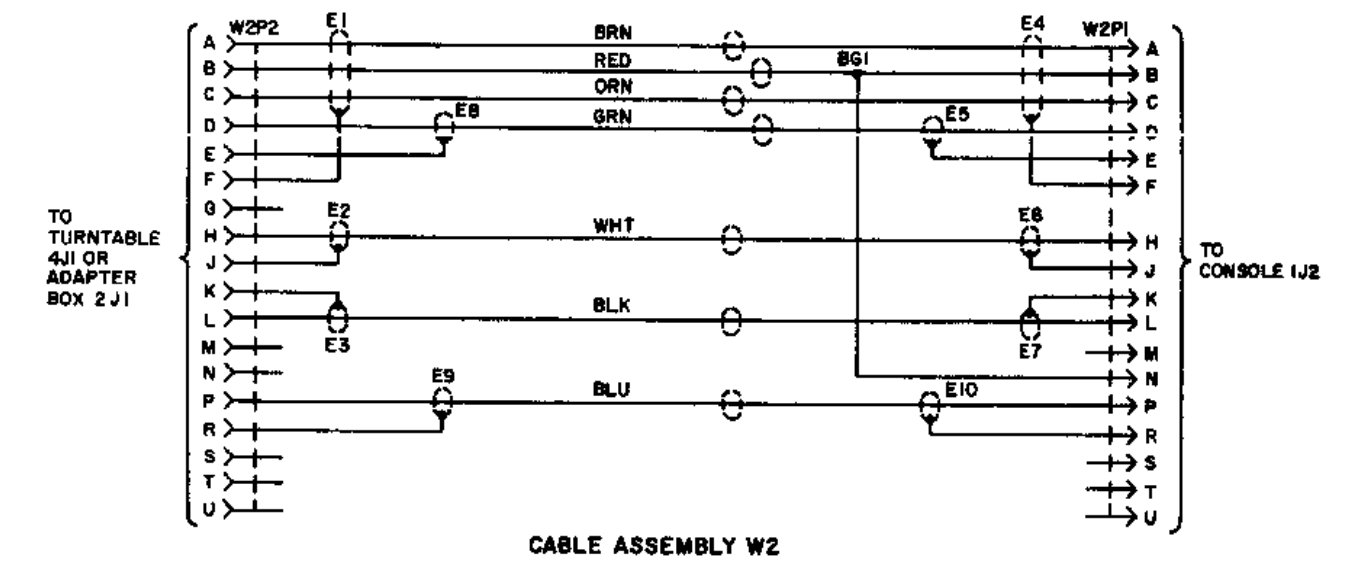 W2P2 E1 BRN E4 W2P1
A A
B RED BG1 B
C ORN C
D E8 GRN E5 D
E E
F F
G
H E2 WHT E6 H
J J
K K
L BLK L
E3 E7
M M
N N
P E9 BLU E10 P
R R
S S
T T
U U
TO
TURNTABLE
4J1 OR
ADAPTER
BOX 2J1
TO
CONSOLE 1J2
CABLE ASSEMBLY W2